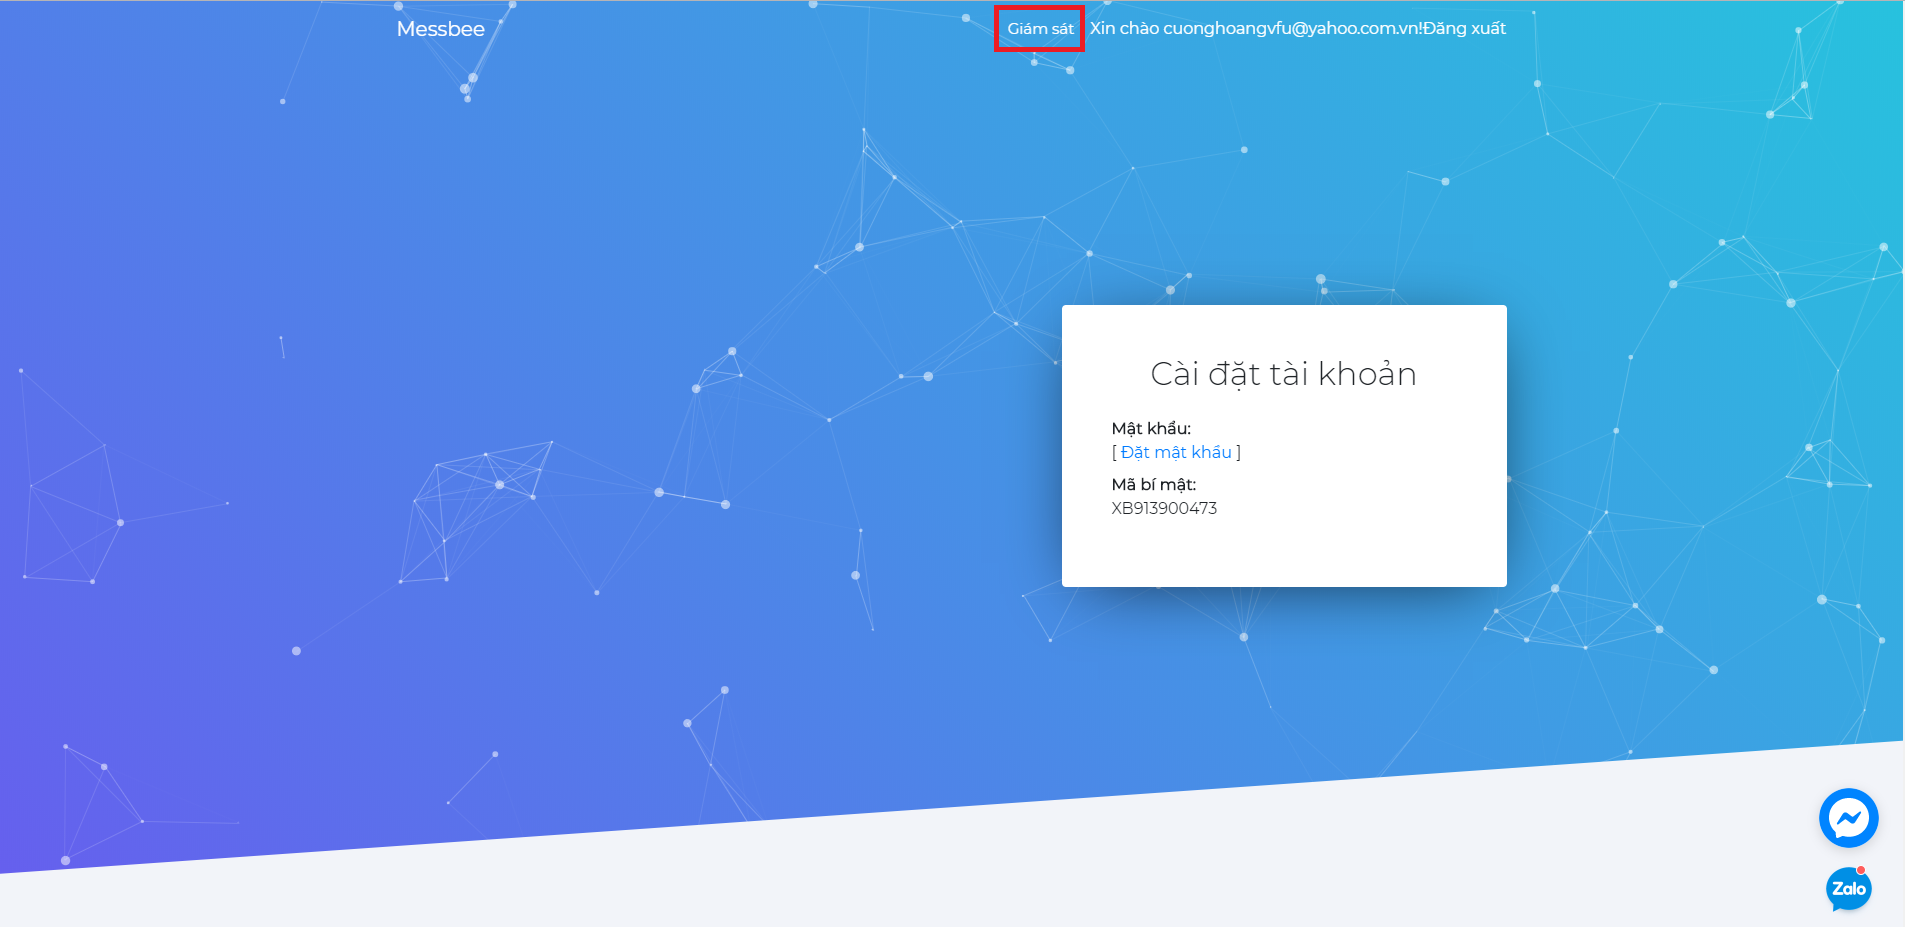 Messbee
Giám sát
Xin chào cuonghoangvfu@yahoo.com.vn!Đăng xuất
Cài đặt tài khoản
Mật khẩu:
[ Đặt mật khẩu ]
Mã bí mật:
XB913900473
Zalo